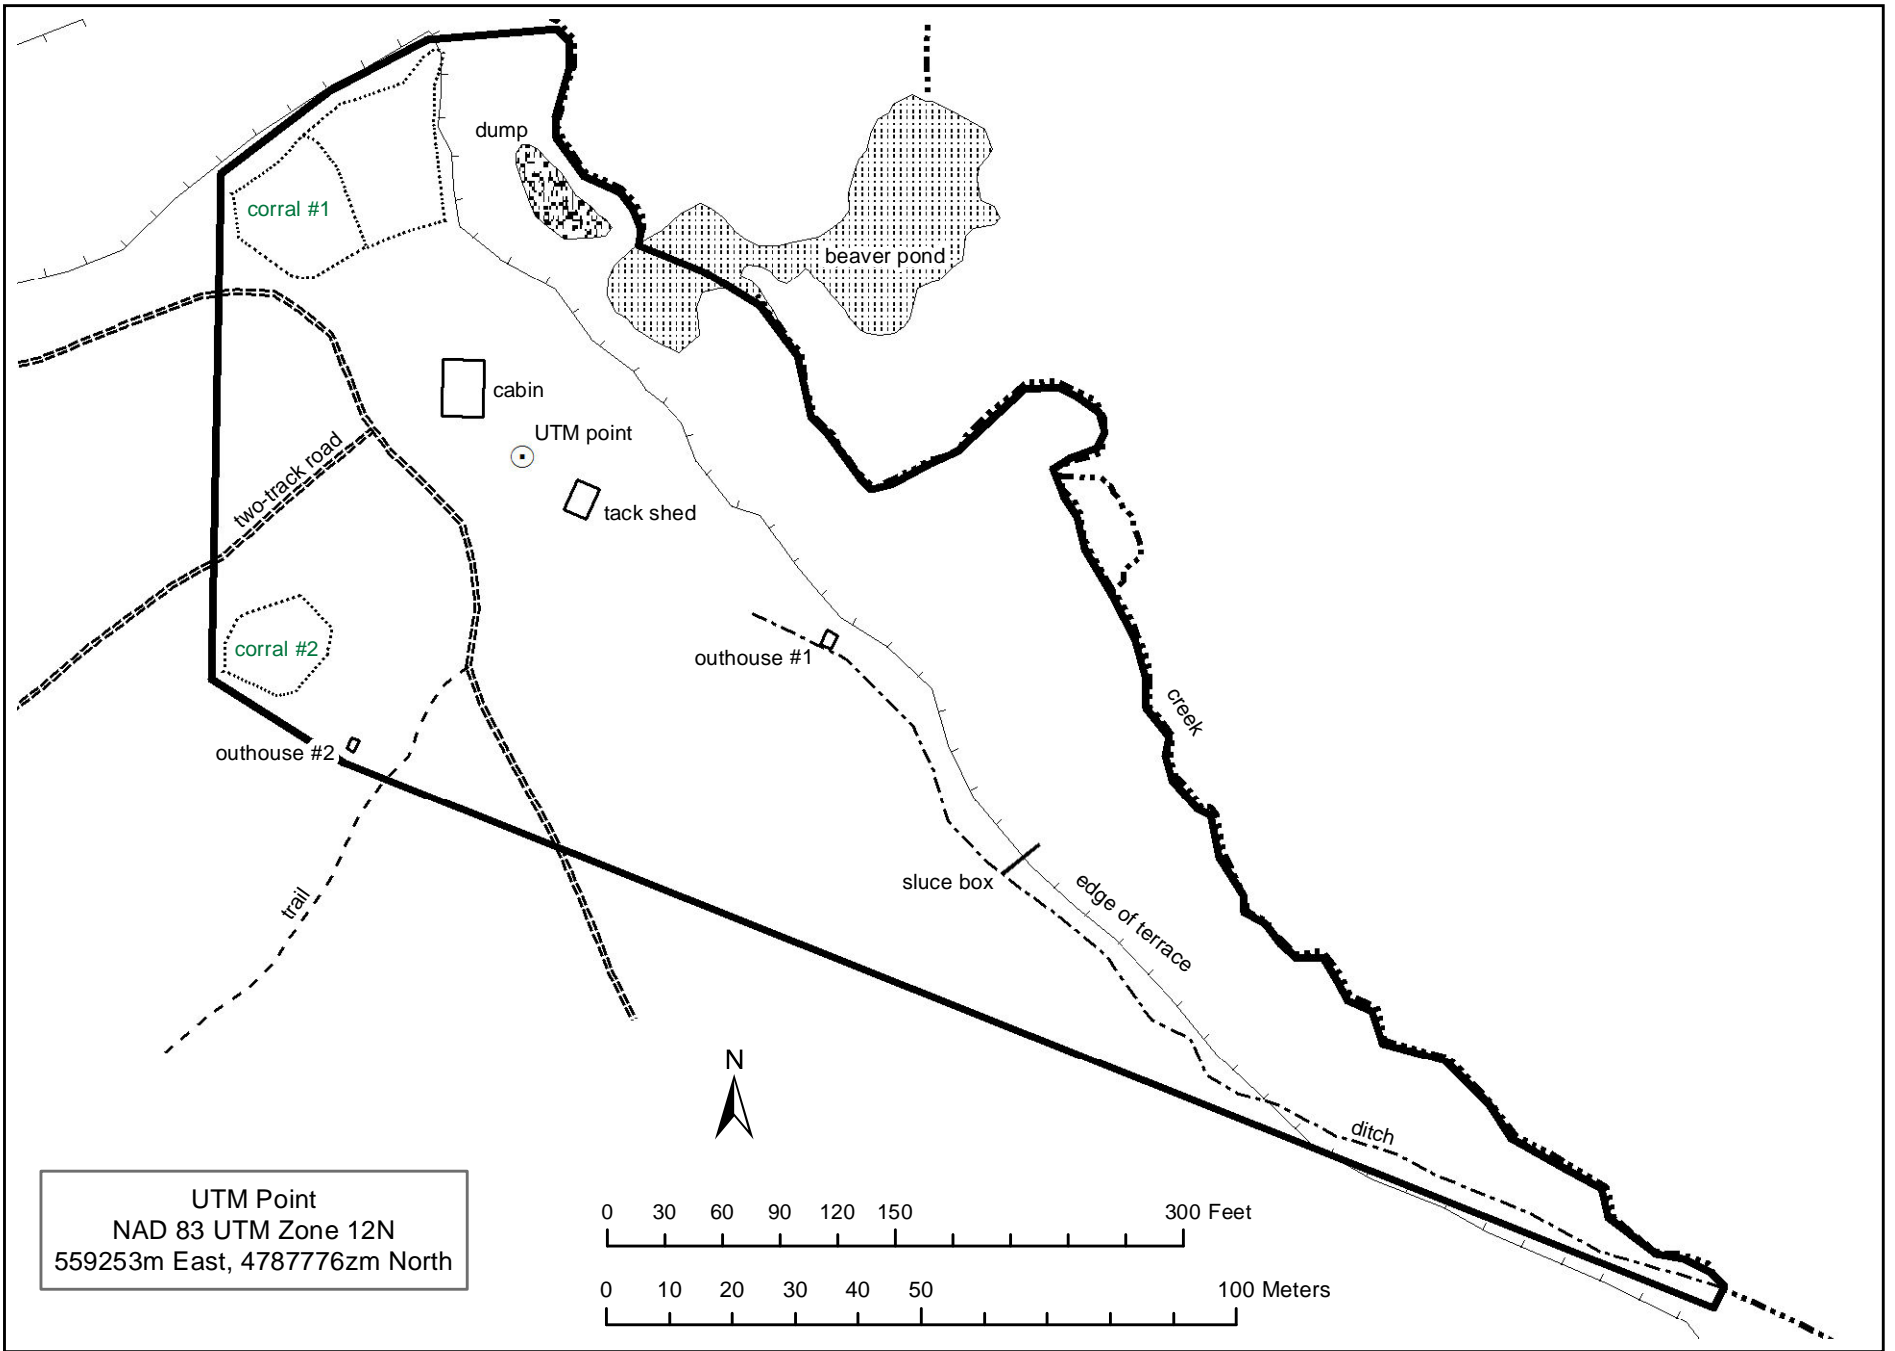 dump
corral #1
beaver pond
cabin
UTM point
two-track road
tack shed
corral #2
outhouse #1
creek
outhouse #2
sluce box
edge of terrace
trail
N
ditch
UTM Point
NAD 83 UTM Zone 12N
559253m East, 4787776zm North
0 30 60 90 120 150 300 Feet
0 10 20 30 40 50 100 Meters